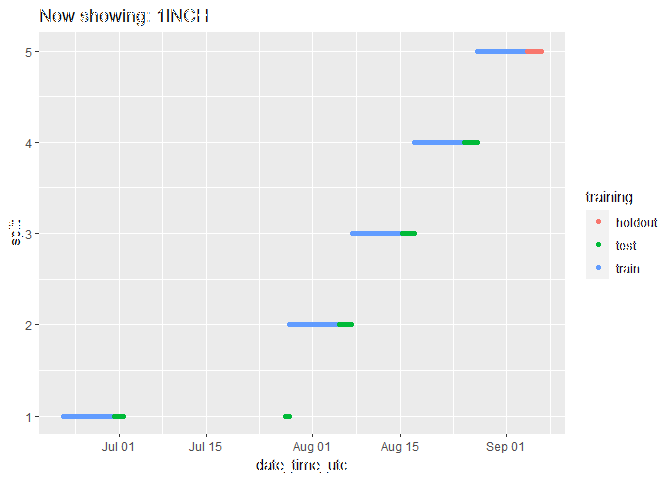 Now showing: 1INCH
5
4
3
2
1
split
Jul 01
Jul 15
Aug 01
Aug 15
Sep 01
date_time_utc
training
holdout
test
train